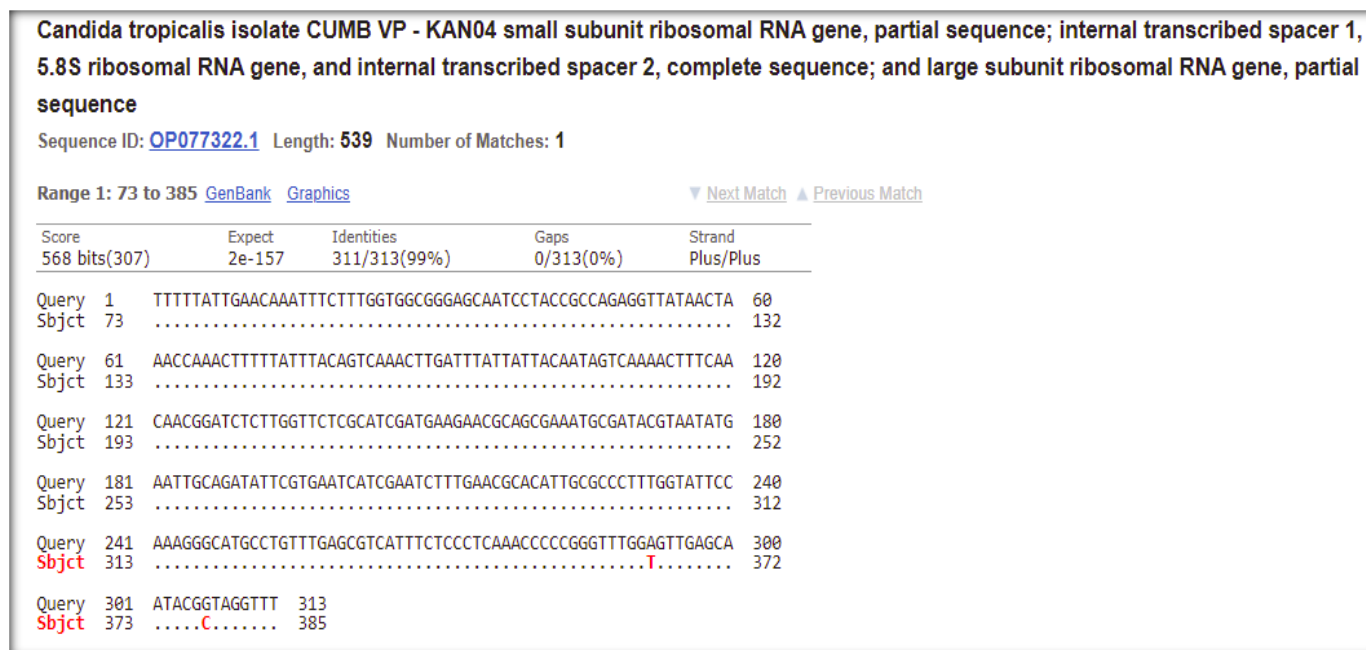 Candida tropicalis isolate CUMB VP - KAN04 small subunit ribosomal RNA gene, partial sequence; internal transcribed spacer 1,
5.8S ribosomal RNA gene, and internal transcribed spacer 2, complete sequence; and large subunit ribosomal RNA gene, partial
sequence
Sequence ID: OP077322.1 Length: 539 Number of Matches: 1
Range 1: 73 to 385 GenBank Graphics ▼ Next Match ▲ Previous Match
Score Expect Identities Gaps Strand
568 bits(307) 2e-157 311/313(99%) 0/313(0%) Plus/Plus
Query 1 TTTTTATTGAACAAATTTCTTTGGTGGCGGGAGCAATCCTACCGCCAGAGGTTATAACTA 60
Sbjct 73 ............................................................ 132
Query 61 AACCAAACTTTTTATTTACAGTCAAACTTGATTTATTATTACAATAGTCAAAACTTTCAA 120
Sbjct 133 ............................................................ 192
Query 121 CAACGGATCTCTTGGTTCTCGCATCGATGAAGAACGCAGCGAAATGCGATACGTAATATG 180
Sbjct 193 ............................................................ 252
Query 181 AATTGCAGATATTCGTGAATCATCGAATCTTTGAACGCACATTGCGCCCTTTGGTATTCC 240
Sbjct 253 ............................................................ 312
Query 241 AAAGGGCATGCCTGTTTGAGCGTCATTTCTCCCTCAAACCCCCGGGTTTGGAGTTGAGCA 300
Sbjct 313 ...................................................T........ 372
Query 301 ATACGGTAGGTTT 313
Sbjct 373 .....C....... 385